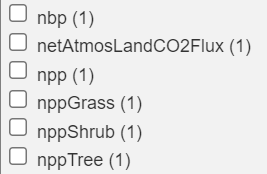 nbp (1)
netAtmosLandCO2Flux (1)
npp (1)
nppGrass (1)
nppShrub (1)
nppTree (1)